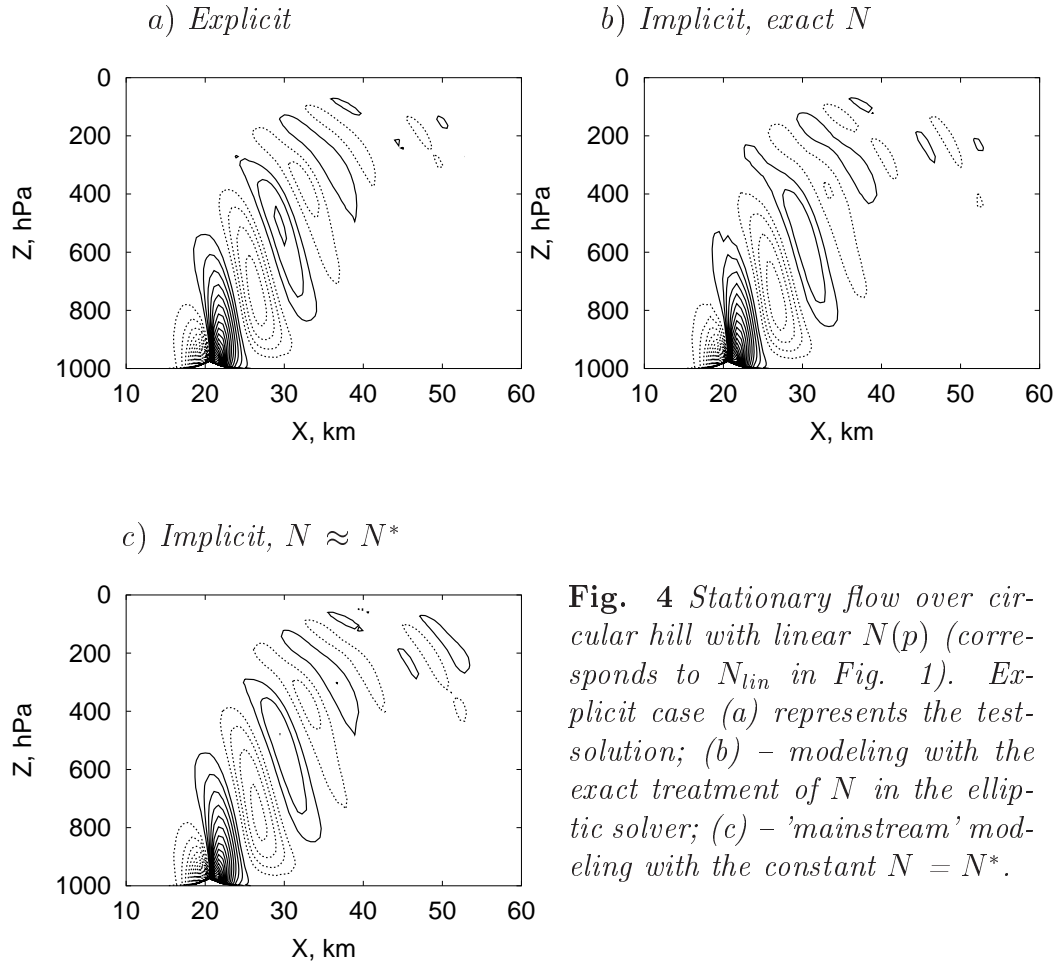 a) Explicit
0
200
400
600
800
1000
Z, hPa
10 20 30 40 50 60
X, km
b) Implicit, exact N
0
200
400
600
800
1000
Z, hPa
10 20 30 40 50 60
X, km
c) Implicit, N ≈ N*
0
200
400
600
800
1000
Z, hPa
10 20 30 40 50 60
X, km
Fig. 4 Stationary flow over cir-
cular hill with linear N(p) (corre-
sponds to N_lin in Fig. 1). Ex-
plicit case (a) represents the test-
solution; (b) – modeling with the
exact treatment of N in the ellip-
tic solver; (c) – 'mainstream' mod-
eling with the constant N = N*.